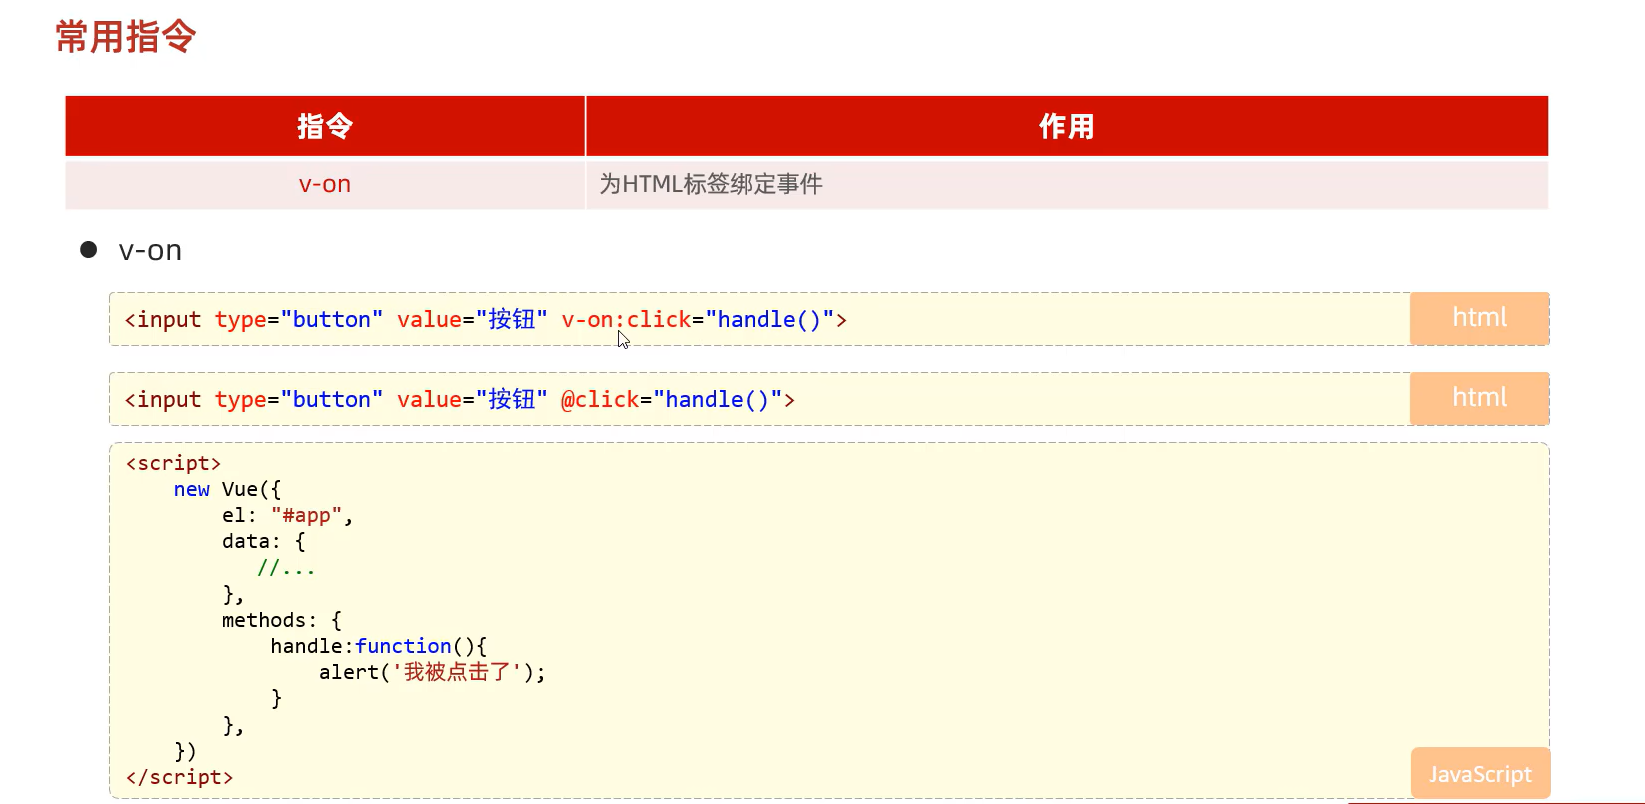 常用指令
指令 作用
v-on 为HTML标签绑定事件
● v-on
<input type="button" value="按钮" v-on:click="handle()"> html
<input type="button" value="按钮" @click="handle()"> html
<script>
    new Vue({
        el: "#app",
        data: {
           //...
        },
        methods: {
            handle:function(){
                alert('我被点击了');
            }
        },
    })
</script>
JavaScript